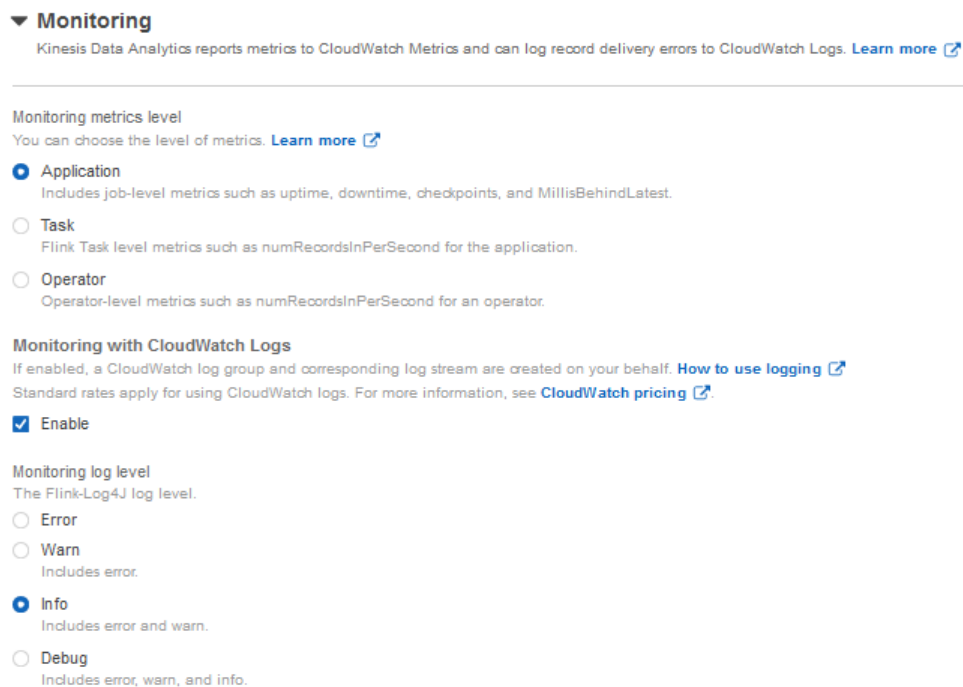 Monitoring
Kinesis Data Analytics reports metrics to CloudWatch Metrics and can log record delivery errors to CloudWatch Logs. Learn more
Monitoring metrics level
You can choose the level of metrics. Learn more
Application
Includes job-level metrics such as uptime, downtime, checkpoints, and MillisBehindLatest.
Task
Flink Task level metrics such as numRecordsInPerSecond for the application.
Operator
Operator-level metrics such as numRecordsInPerSecond for an operator.
Monitoring with CloudWatch Logs
If enabled, a CloudWatch log group and corresponding log stream are created on your behalf. How to use logging
Standard rates apply for using CloudWatch logs. For more information, see CloudWatch pricing.
Enable
Monitoring log level
The Flink-Log4J log level.
Error
Warn
Includes error.
Info
Includes error and warn.
Debug
Includes error, warn, and info.